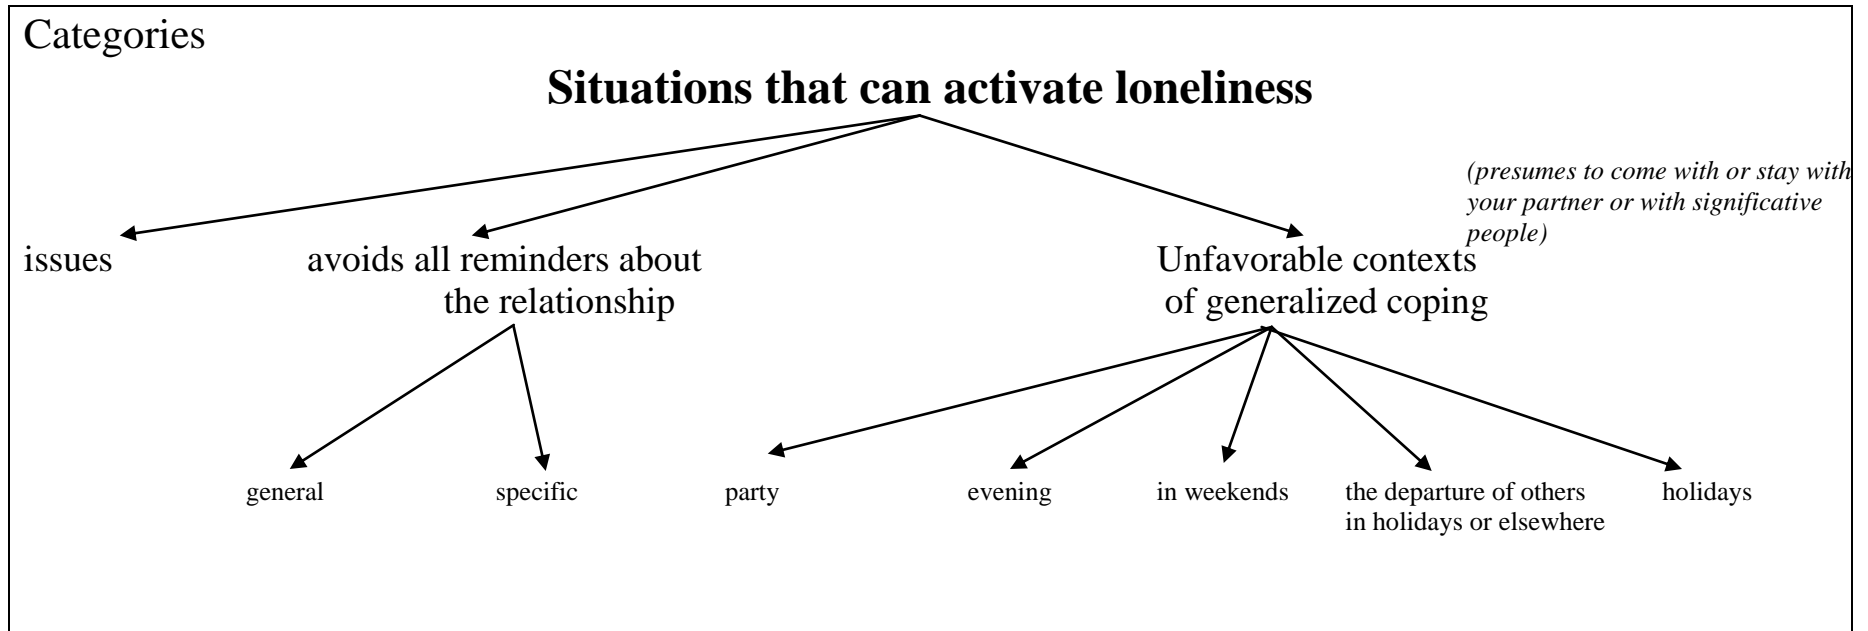 Categories
Situations that can activate loneliness
(presumes to come with or stay with
your partner or with significative
people)
issues
avoids all reminders about
the relationship
Unfavorable contexts
of generalized coping
general
specific
party
evening
in weekends
the departure of others
in holidays or elsewhere
holidays